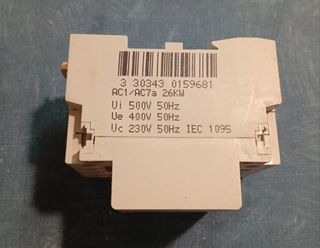 3 30343 0159681
AC1/AC7a 26KW
Ui 500V 50Hz
Ue 400V 50Hz
Uc 230V 50Hz IEC 1095